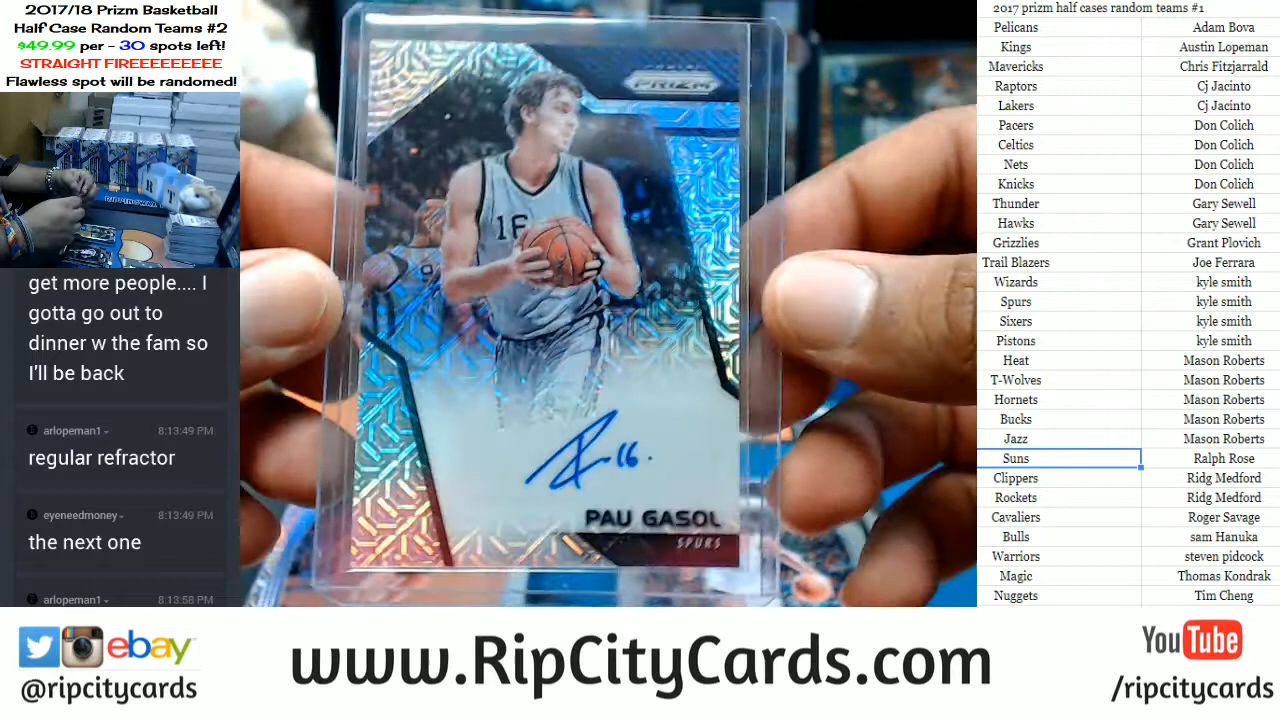 2017/18 Prizm Basketball
Half Case Random Teams #2
$49.99 per - 30 spots left!
STRAIGHT FIREEEEEEEEE
Flawless spot will be randomed!
get more people.... I
gotta go out to
dinner w the fam so
I'll be back
arlopeman1
8:13:49 PM
regular refractor
eyeneedmoney
8:13:49 PM
the next one
arlopeman1
8:13:58 PM
PRIZM
16
9
16.
PAU GASOL
SPURS
2017 prizm half cases random teams #1
Pelicans Adam Bova
Kings Austin Lopeman
Mavericks Chris Fitzjarrald
Raptors Cj Jacinto
Lakers Cj Jacinto
Pacers Don Colich
Celtics Don Colich
Nets Don Colich
Knicks Don Colich
Thunder Gary Sewell
Hawks Gary Sewell
Grizzlies Grant Plovich
Trail Blazers Joe Ferrara
Wizards kyle smith
Spurs kyle smith
Sixers kyle smith
Pistons kyle smith
Heat Mason Roberts
T-Wolves Mason Roberts
Hornets Mason Roberts
Bucks Mason Roberts
Jazz Mason Roberts
Suns Ralph Rose
Clippers Ridg Medford
Rockets Ridg Medford
Cavaliers Roger Savage
Bulls sam Hanuka
Warriors steven pidcock
Magic Thomas Kondrak
Nuggets Tim Cheng
ebay
@ripcitycards
www.RipCityCards.com
YouTube
/ripcitycards